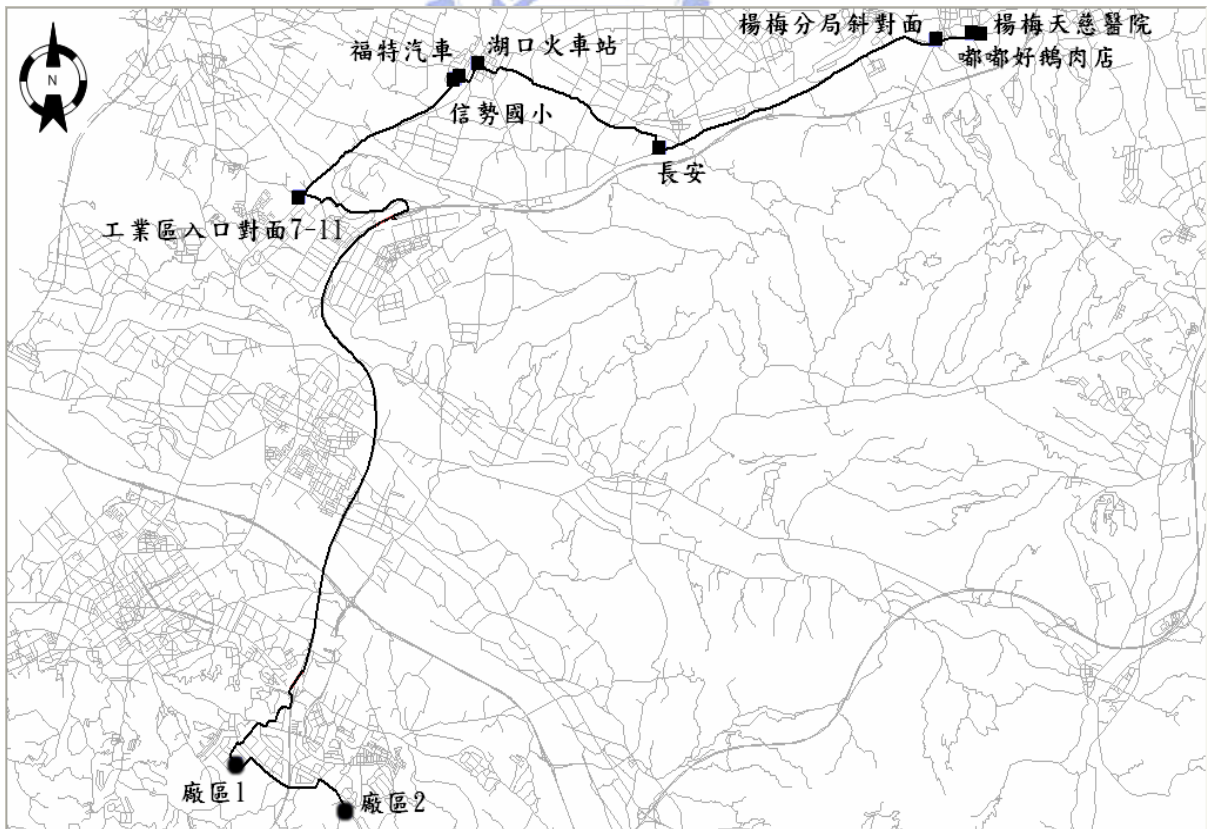 楊梅分局斜對面
楊梅天慈醫院
嘟嘟好鵝肉店
福特汽車
湖口火車站
信勢國小
長安
N
工業區入口對面7-11
廠區1
廠區2